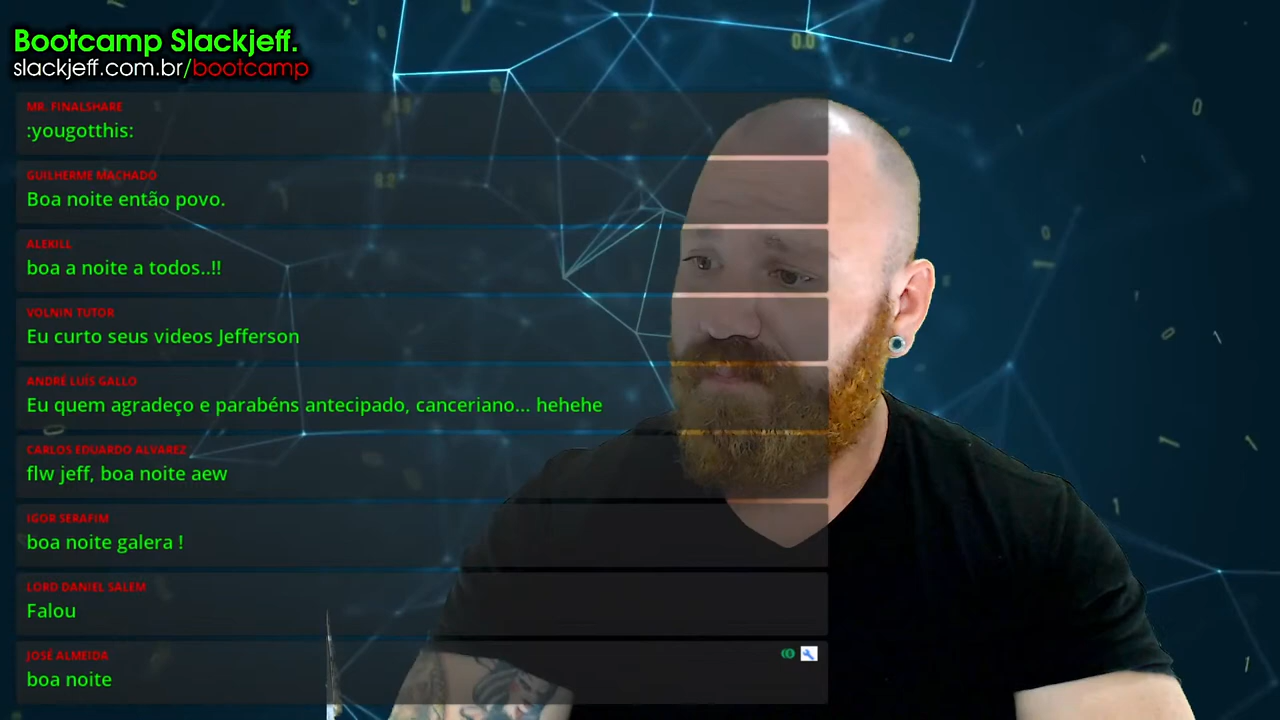 Bootcamp Slackjeff.
slackjeff.com.br/bootcamp
MR. FINALSHARE
:yougotthis:
GUILHERME MACHADO
Boa noite então povo.
ALEKILL
boa a noite a todos..!!
VOLNIN TUTOR
Eu curto seus videos Jefferson
ANDRÉ LUÍS GALLO
Eu quem agradeço e parabéns antecipado, canceriano... hehehe
CARLOS EDUARDO ALVAREZ
flw jeff, boa noite aew
IGOR SERAFIM
boa noite galera !
LORD DANIEL SALEM
Falou
JOSÉ ALMEIDA
boa noite